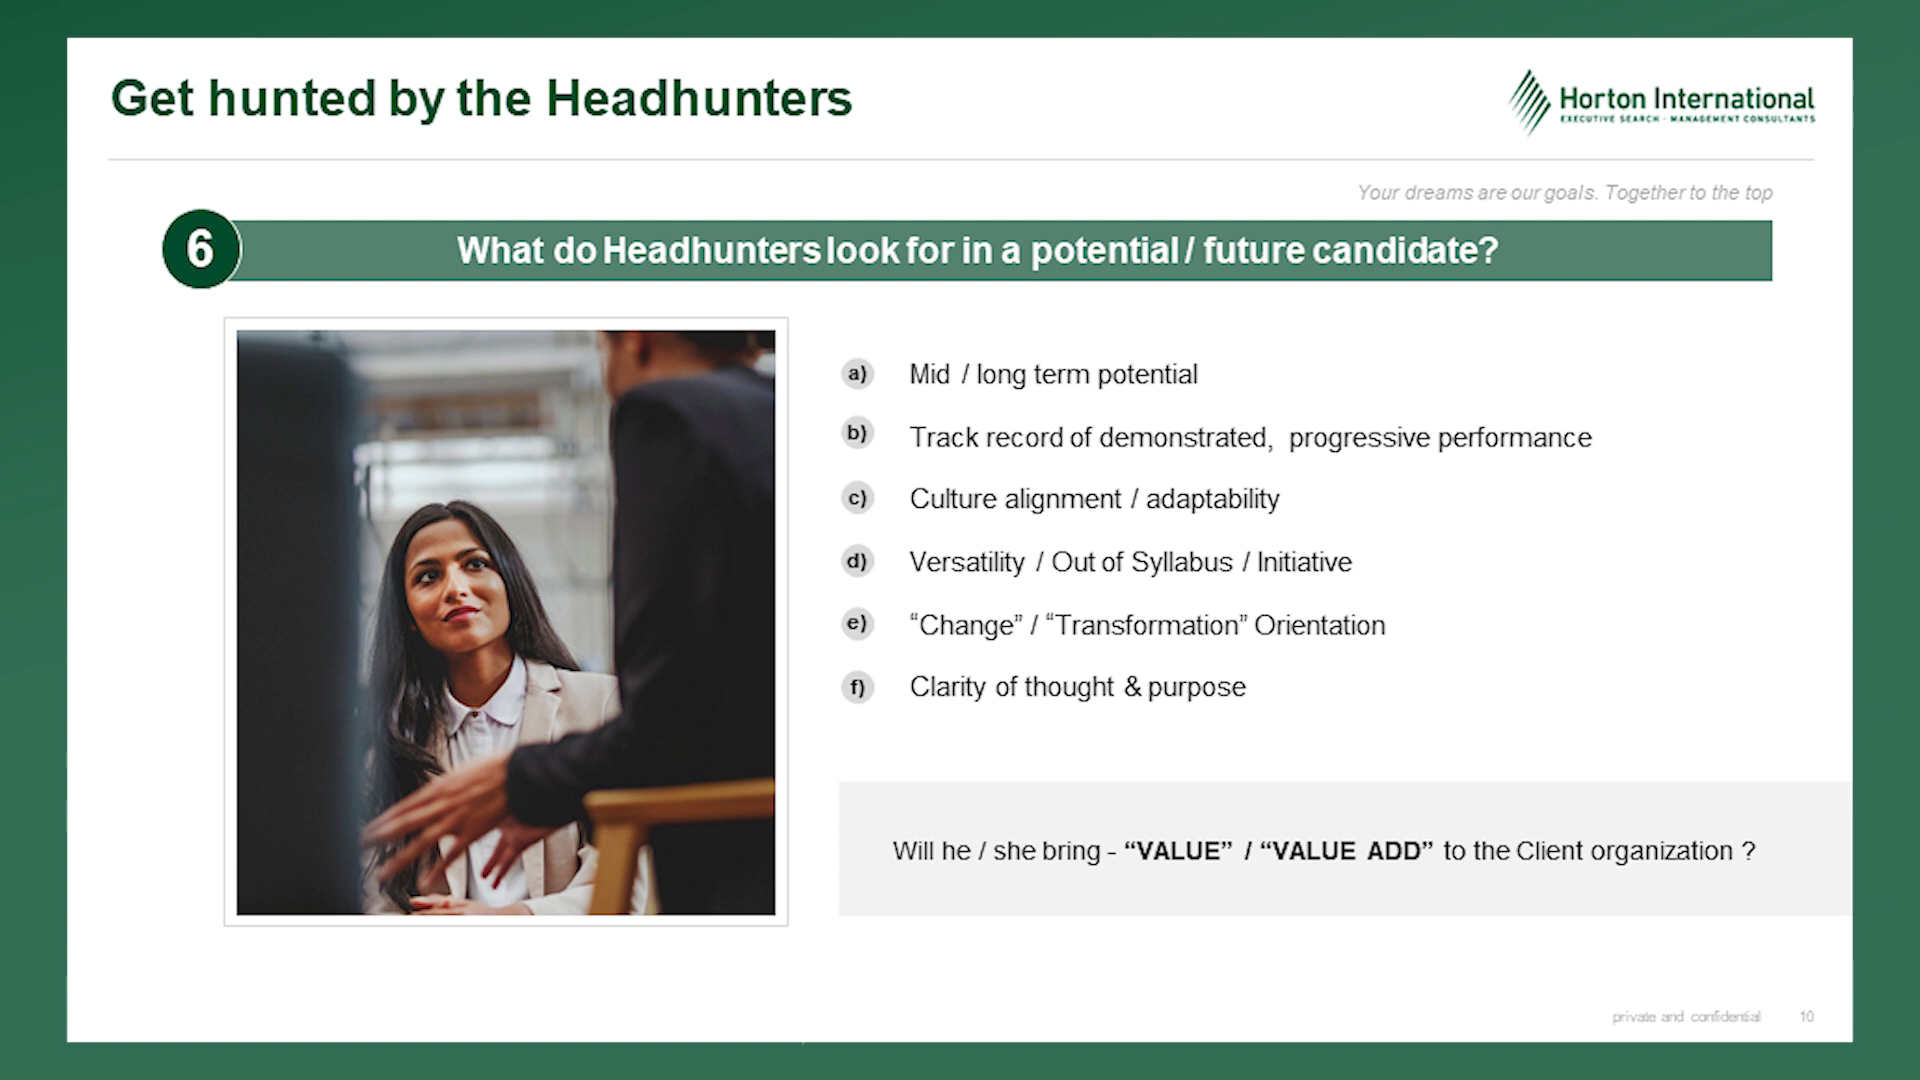 Get hunted by the Headhunters
Horton International
EXECUTIVE SEARCH - MANAGEMENT CONSULTANTS
Your dreams are our goals. Together to the top
6
What do Headhunters look for in a potential / future candidate?
a) Mid / long term potential
b) Track record of demonstrated, progressive performance
c) Culture alignment / adaptability
d) Versatility / Out of Syllabus / Initiative
e) “Change” / “Transformation” Orientation
f) Clarity of thought & purpose
Will he / she bring - “VALUE” / “VALUE ADD” to the Client organization ?
private and confidential 10